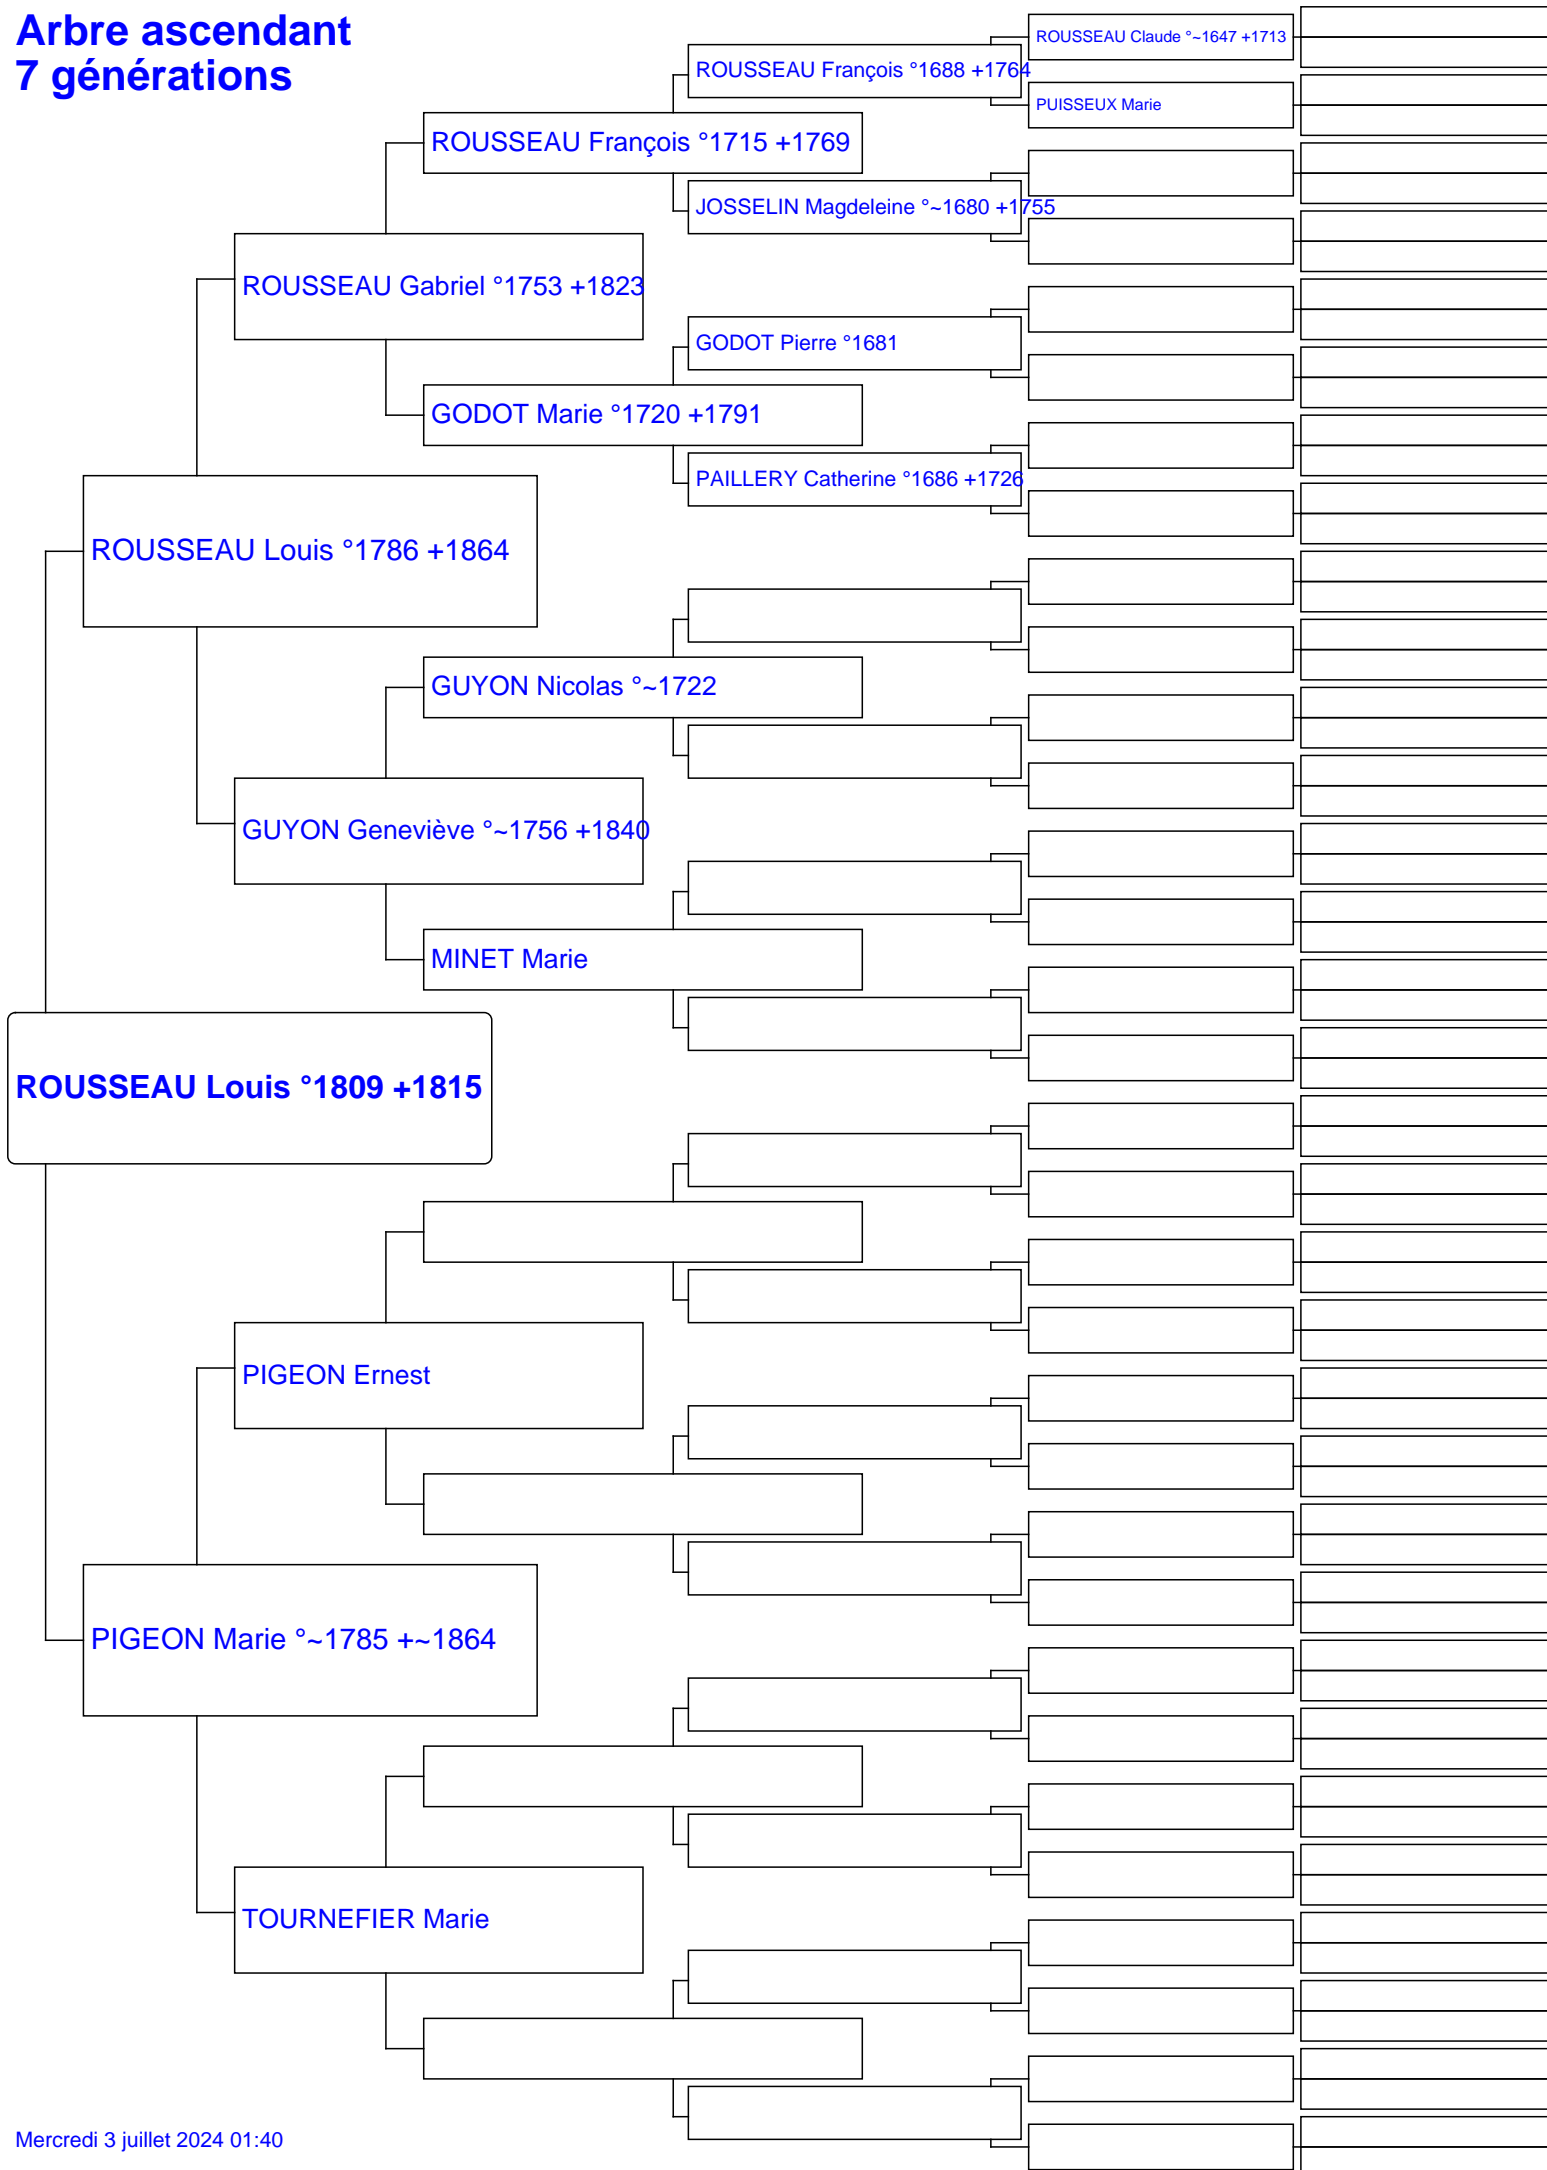 Arbre ascendant
7 générations
ROUSSEAU Claude °~1647 +1713
ROUSSEAU François °1688 +1764
PUISSEUX Marie
ROUSSEAU François °1715 +1769
JOSSELIN Magdeleine °~1680 +1755
ROUSSEAU Gabriel °1753 +1823
GODOT Pierre °1681
GODOT Marie °1720 +1791
PAILLERY Catherine °1686 +1726
ROUSSEAU Louis °1786 +1864
GUYON Nicolas °~1722
GUYON Geneviève °~1756 +1840
MINET Marie
ROUSSEAU Louis °1809 +1815
PIGEON Ernest
PIGEON Marie °~1785 +~1864
TOURNEFIER Marie
Mercredi 3 juillet 2024 01:40